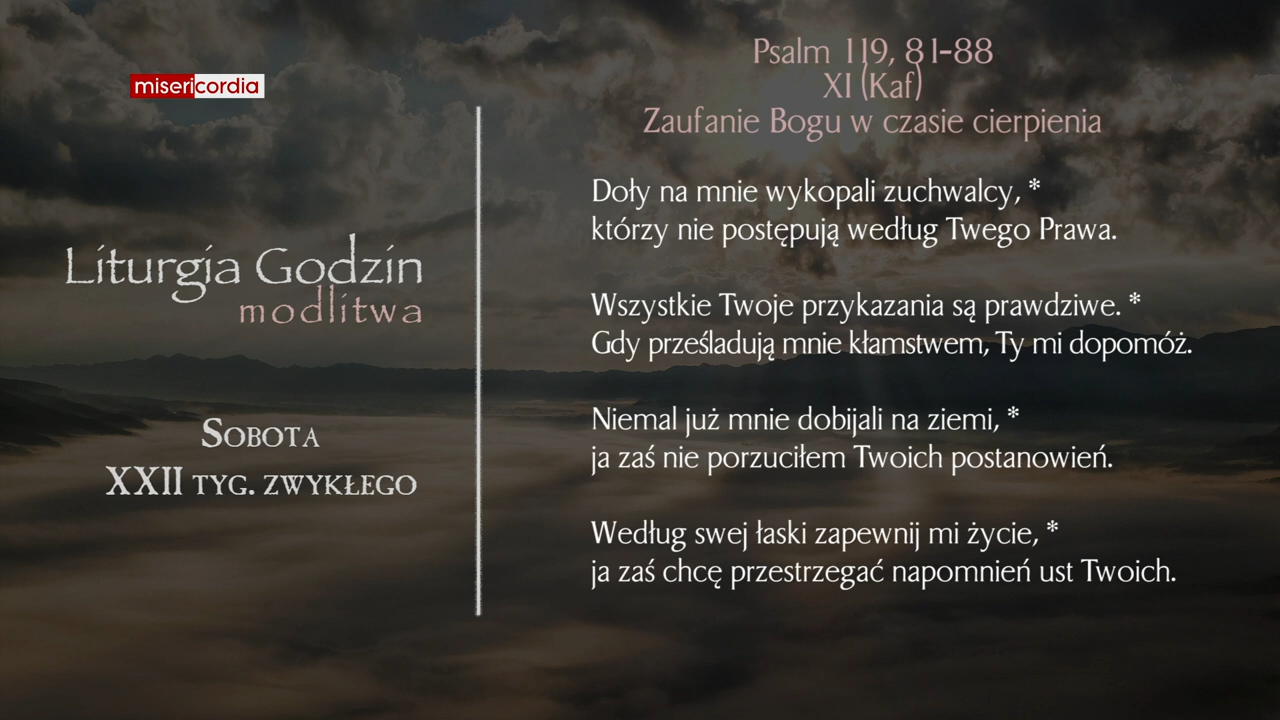 misericordia
Liturgia Godzin
modlitwa
Sobota
XXII tyg. zwykłego
Psalm 119, 81-88
XI (Kaf)
Zaufanie Bogu w czasie cierpienia
Doły na mnie wykopali zuchwalcy, *
którzy nie postępują według Twego Prawa.
Wszystkie Twoje przykazania są prawdziwe. *
Gdy prześladują mnie kłamstwem, Ty mi dopomóż.
Niemal już mnie dobijali na ziemi, *
ja zaś nie porzuciłem Twoich postanowień.
Według swej łaski zapewnij mi życie, *
ja zaś chcę przestrzegać napomnień ust Twoich.